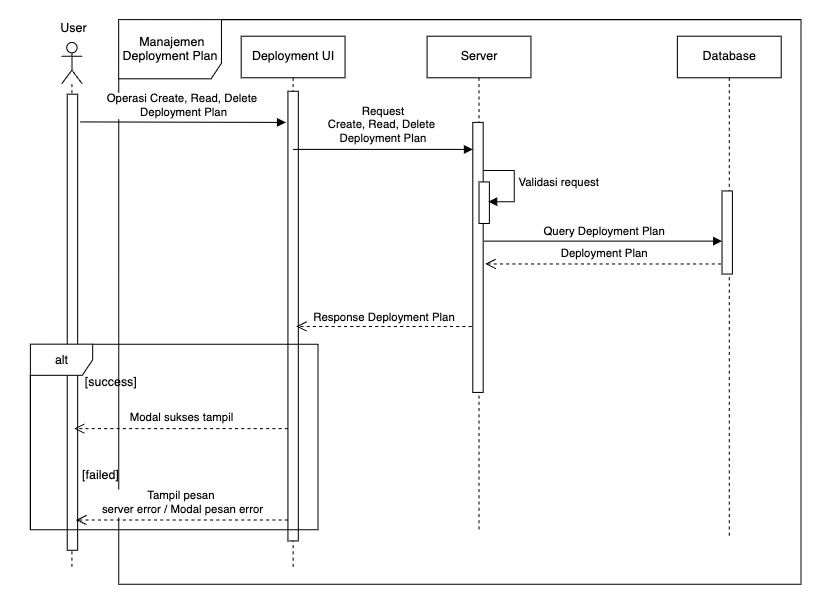 User
Manajemen
Deployment Plan
Deployment UI
Server
Database
Operasi Create, Read, Delete
Deployment Plan
Request
Create, Read, Delete
Deployment Plan
Validasi request
Query Deployment Plan
Deployment Plan
Response Deployment Plan
alt
[success]
Modal sukses tampil
[failed]
Tampil pesan
server error / Modal pesan error